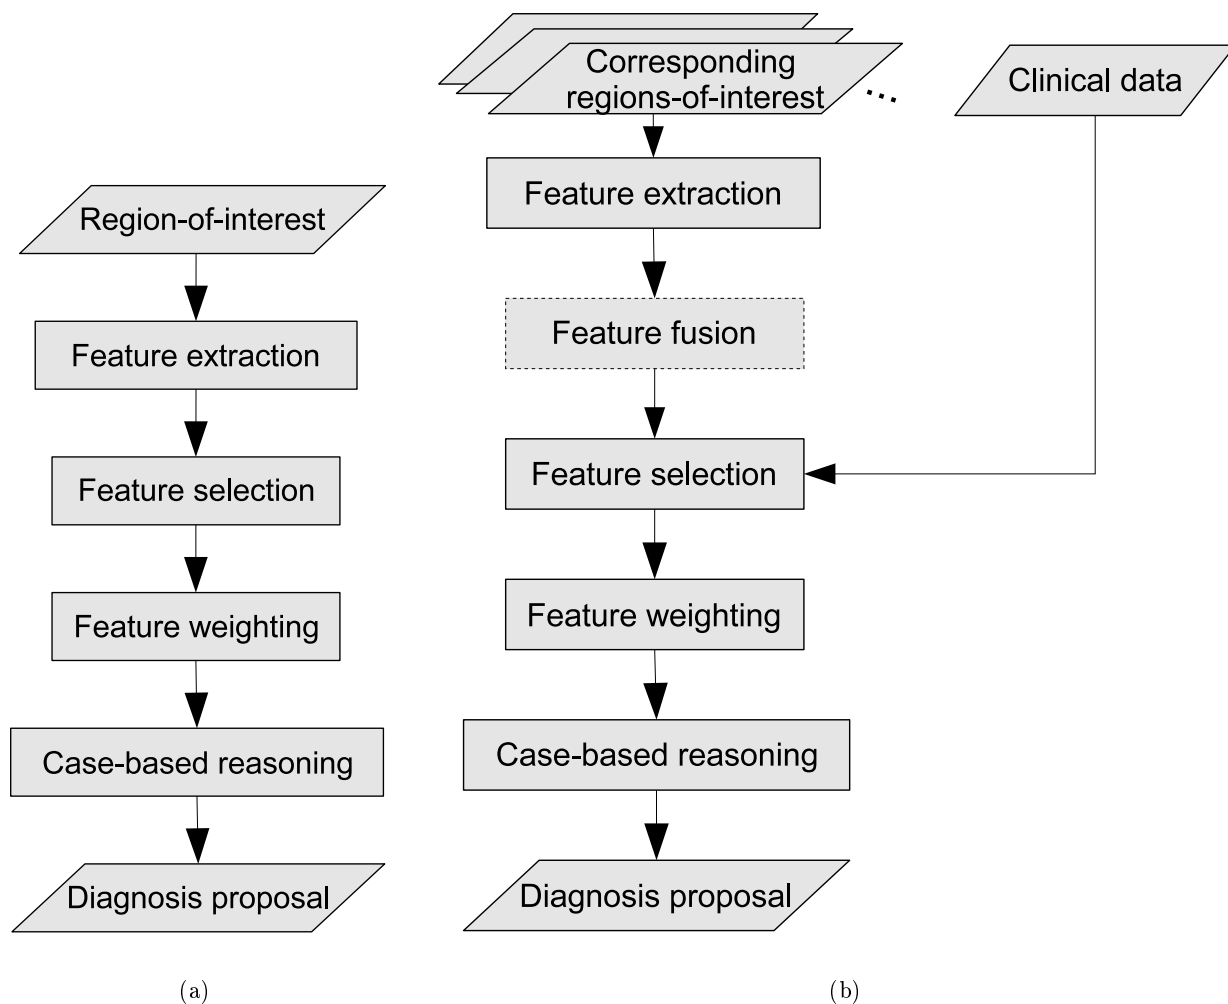 Region-of-interest
Feature extraction
Feature selection
Feature weighting
Case-based reasoning
Diagnosis proposal
(a)
Corresponding
regions-of-interest
...
Clinical data
Feature extraction
Feature fusion
Feature selection
Feature weighting
Case-based reasoning
Diagnosis proposal
(b)